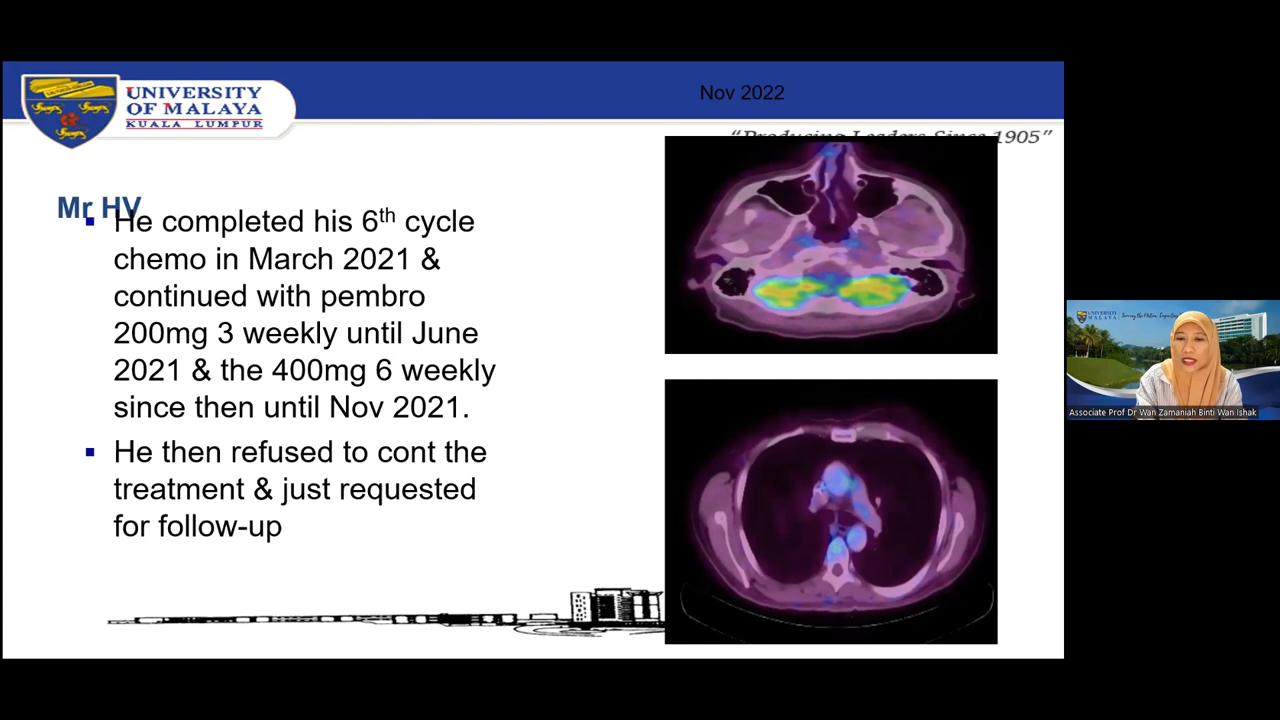 UNIVERSITY
OF MALAYA
KUALA LUMPUR
Nov 2022
“Producing Leaders Since 1905”
Mr HV
▪ He completed his 6th cycle
chemo in March 2021 &
continued with pembro
200mg 3 weekly until June
2021 & the 400mg 6 weekly
since then until Nov 2021.
▪ He then refused to cont the
treatment & just requested
for follow-up
Associate Prof Dr Wan Zamaniah Binti Wan Ishak